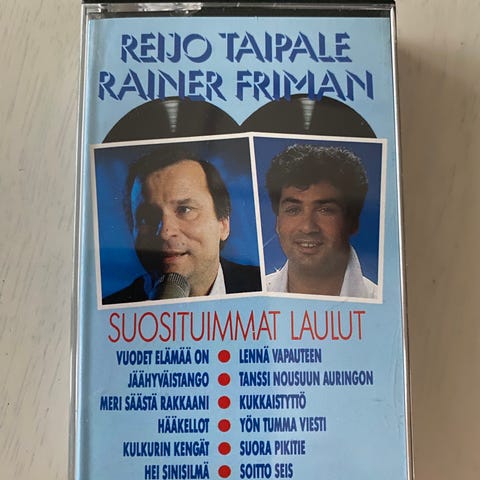 REIJO TAIPALE
RAINER FRIMAN
SUOSITUIMMAT LAULUT
VUODET ELÄMÄÄ ON ● LENNÄ VAPAUTEEN
JÄÄHYVÄISTANGO ● TANSSI NOUSUUN AURINGON
MERI SÄÄSTÄ RAKKAANI ● KUKKAISTYTTÖ
HÄÄKELLOT ● YÖN TUMMA VIESTI
KULKURIN KENGÄT ● SUORA PIKITIE
HEI SINISILMÄ ● SOITTO SEIS